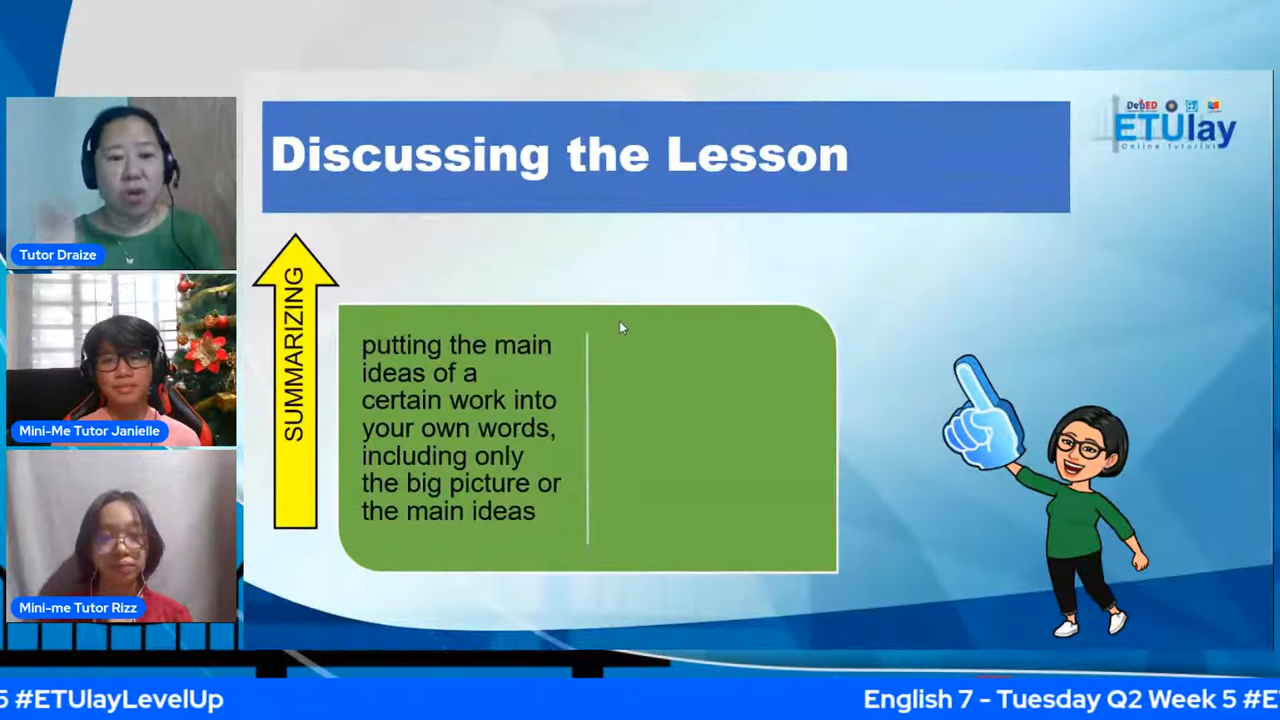 Discussing the Lesson
DepED
ETUlay
Online Tutorial
Tutor Draize
Mini-Me Tutor Janielle
Mini-me Tutor Rizz
SUMMARIZING
putting the main
ideas of a
certain work into
your own words,
including only
the big picture or
the main ideas
5 #ETUlayLevelUp
English 7 - Tuesday Q2 Week 5 #E